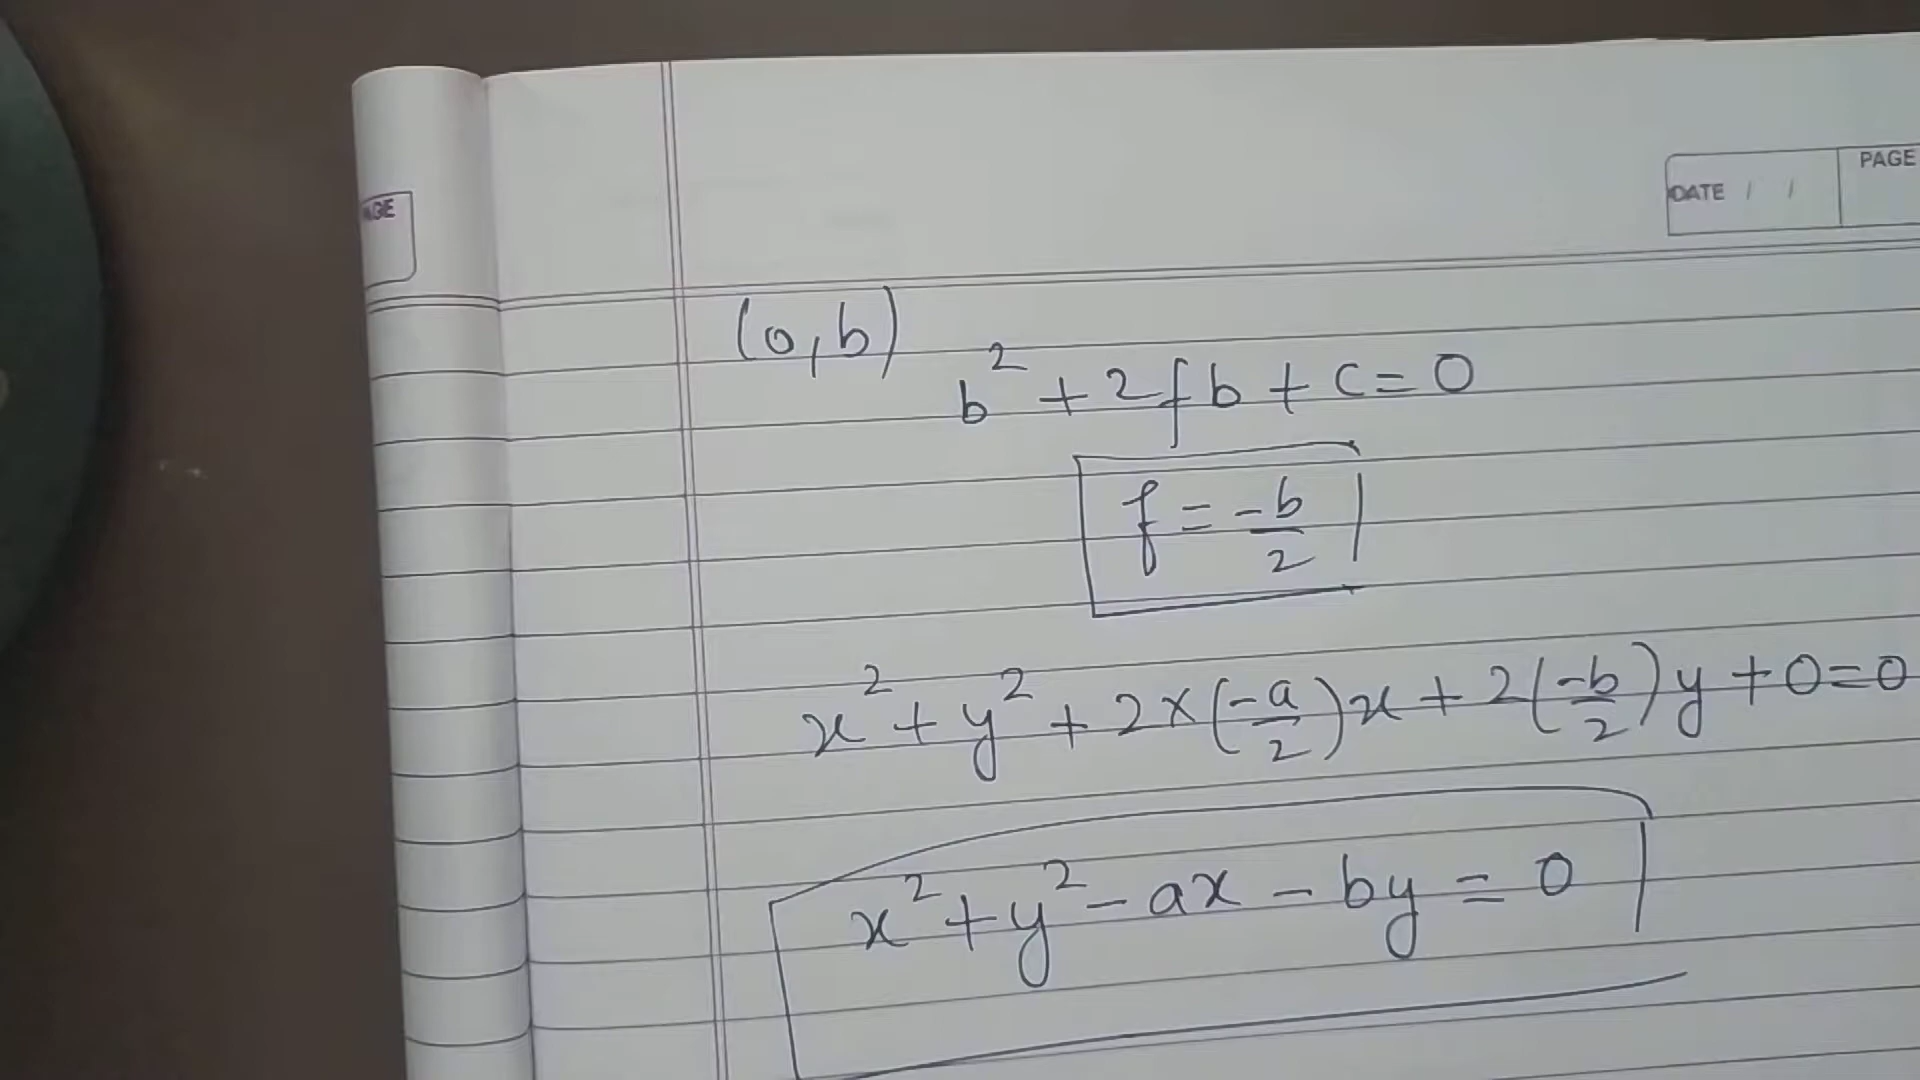 AGE
DATE / /
PAGE
(0,b)
b² + 2fb + c = 0
f = -b/2
x² + y² + 2×(-a/2)x + 2(-b/2)y + 0 = 0
x² + y² - ax - by = 0